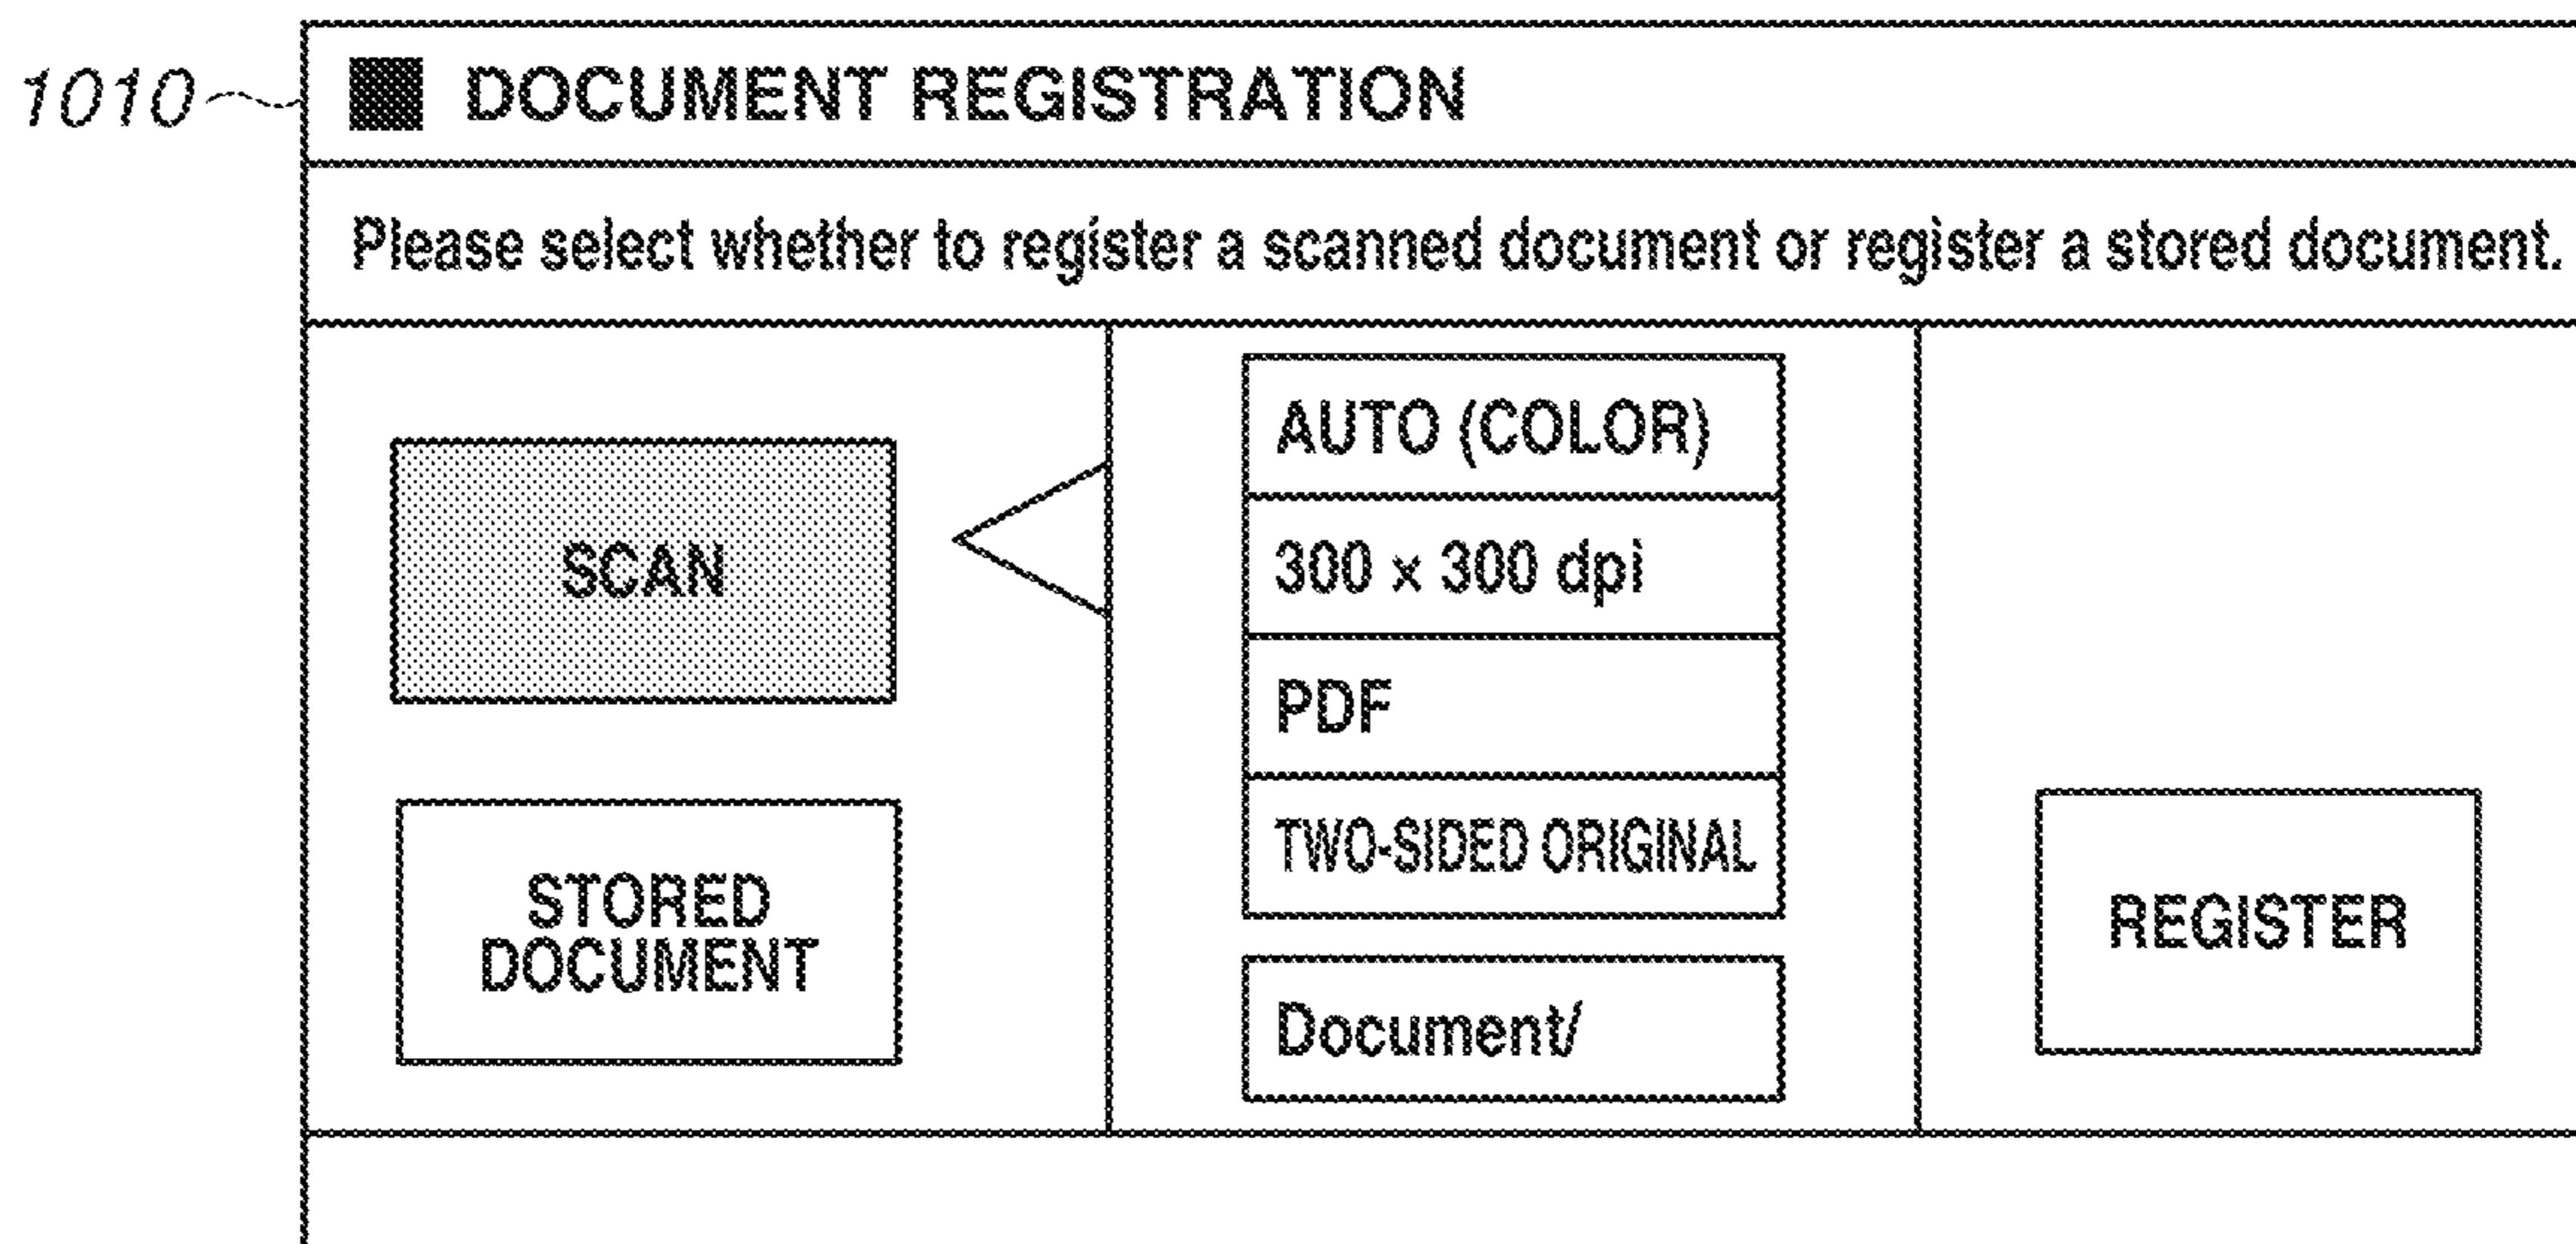 1010
DOCUMENT REGISTRATION
Please select whether to register a scanned document or register a stored document.
SCAN
STORED
DOCUMENT
AUTO (COLOR)
300 × 300 dpi
PDF
TWO-SIDED ORIGINAL
Document/
REGISTER